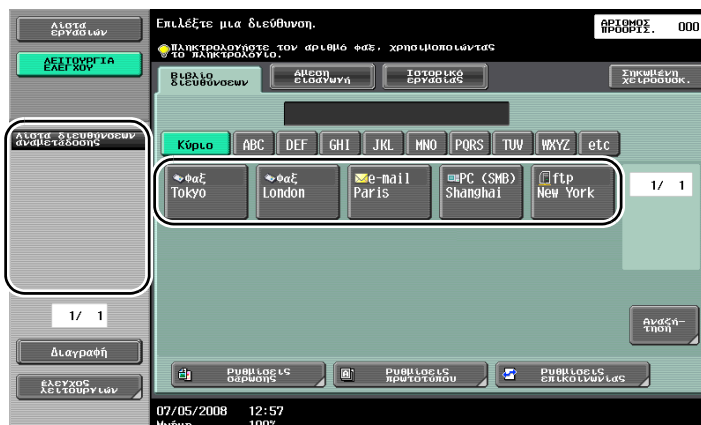 Λίστα
εργασιών
Επιλέξτε μια διεύθυνση.
ΑΡΙΘΜΟΣ
ΠΡΟΟΡΙΣ.
000
Πληκτρολογήστε τον αριθμό φαξ, χρησιμοποιώντας
το πληκτρολόγιο.
ΛΕΙΤΟΥΡΓΙΑ
ΕΛΕΓΧΟΥ
Βιβλίο
διευθύνσεων
Άμεση
εισαγωγή
Ιστορικό
εργασίας
Σηκωμένη
χειροσυσκ.
Λίστα διευθύνσεων
αναμετάδοσης
Κύριο
ABC
DEF
GHI
JKL
MNO
PQRS
TUV
WXYZ
etc
Φαξ
Tokyo
Φαξ
London
e-mail
Paris
PC (SMB)
Shanghai
ftp
New York
1/ 1
1/ 1
Αναζή-
τηση
Διαγραφή
Έλεγχος
λειτουργιών
Ρυθμίσεις
σάρωσης
Ρυθμίσεις
πρωτοτύπου
Ρυθμίσεις
επικοινωνίας
07/05/2008 12:57
Μνήμη 100%